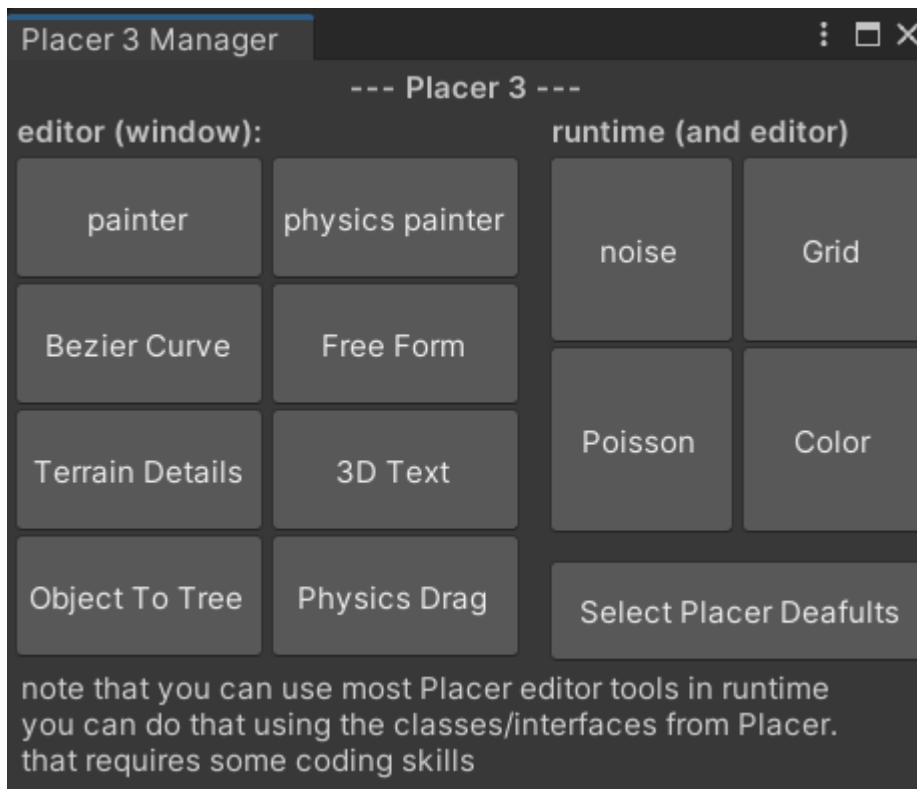 Placer 3 Manager
--- Placer 3 ---
editor (window):
runtime (and editor)
painter
physics painter
noise
Grid
Bezier Curve
Free Form
Poisson
Color
Terrain Details
3D Text
Object To Tree
Physics Drag
Select Placer Deafults
note that you can use most Placer editor tools in runtime
you can do that using the classes/interfaces from Placer.
that requires some coding skills